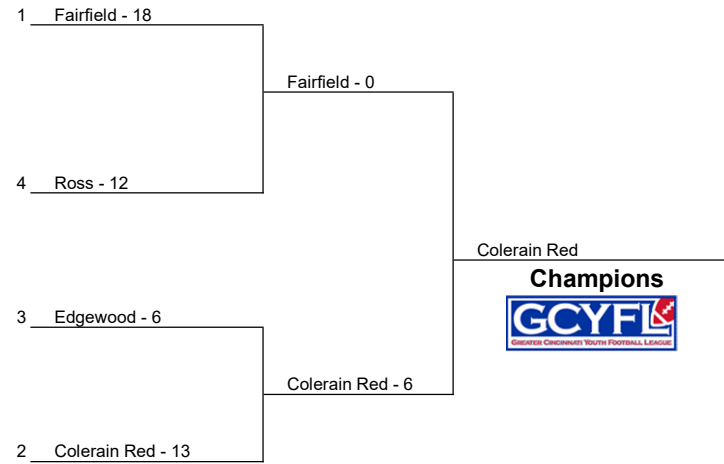 1 Fairfield - 18
Fairfield - 0
4 Ross - 12
Colerain Red
Champions
GCYFL
GREATER CINCINNATI YOUTH FOOTBALL LEAGUE
3 Edgewood - 6
Colerain Red - 6
2 Colerain Red - 13